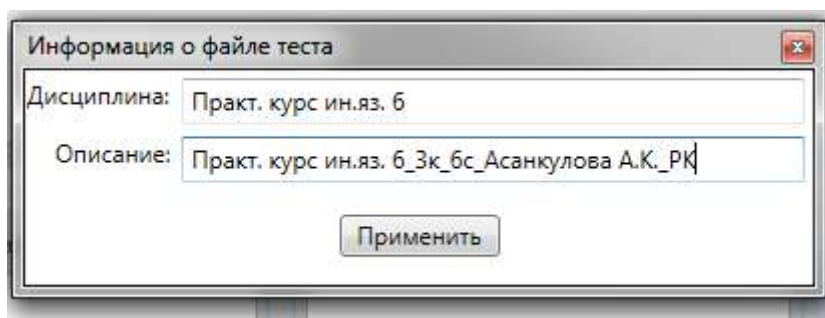 Информация о файле теста
Дисциплина: Практ. курс ин.яз. 6
Описание: Практ. курс ин.яз. 6_3к_6с_Асанкулова А.К._РК
Применить